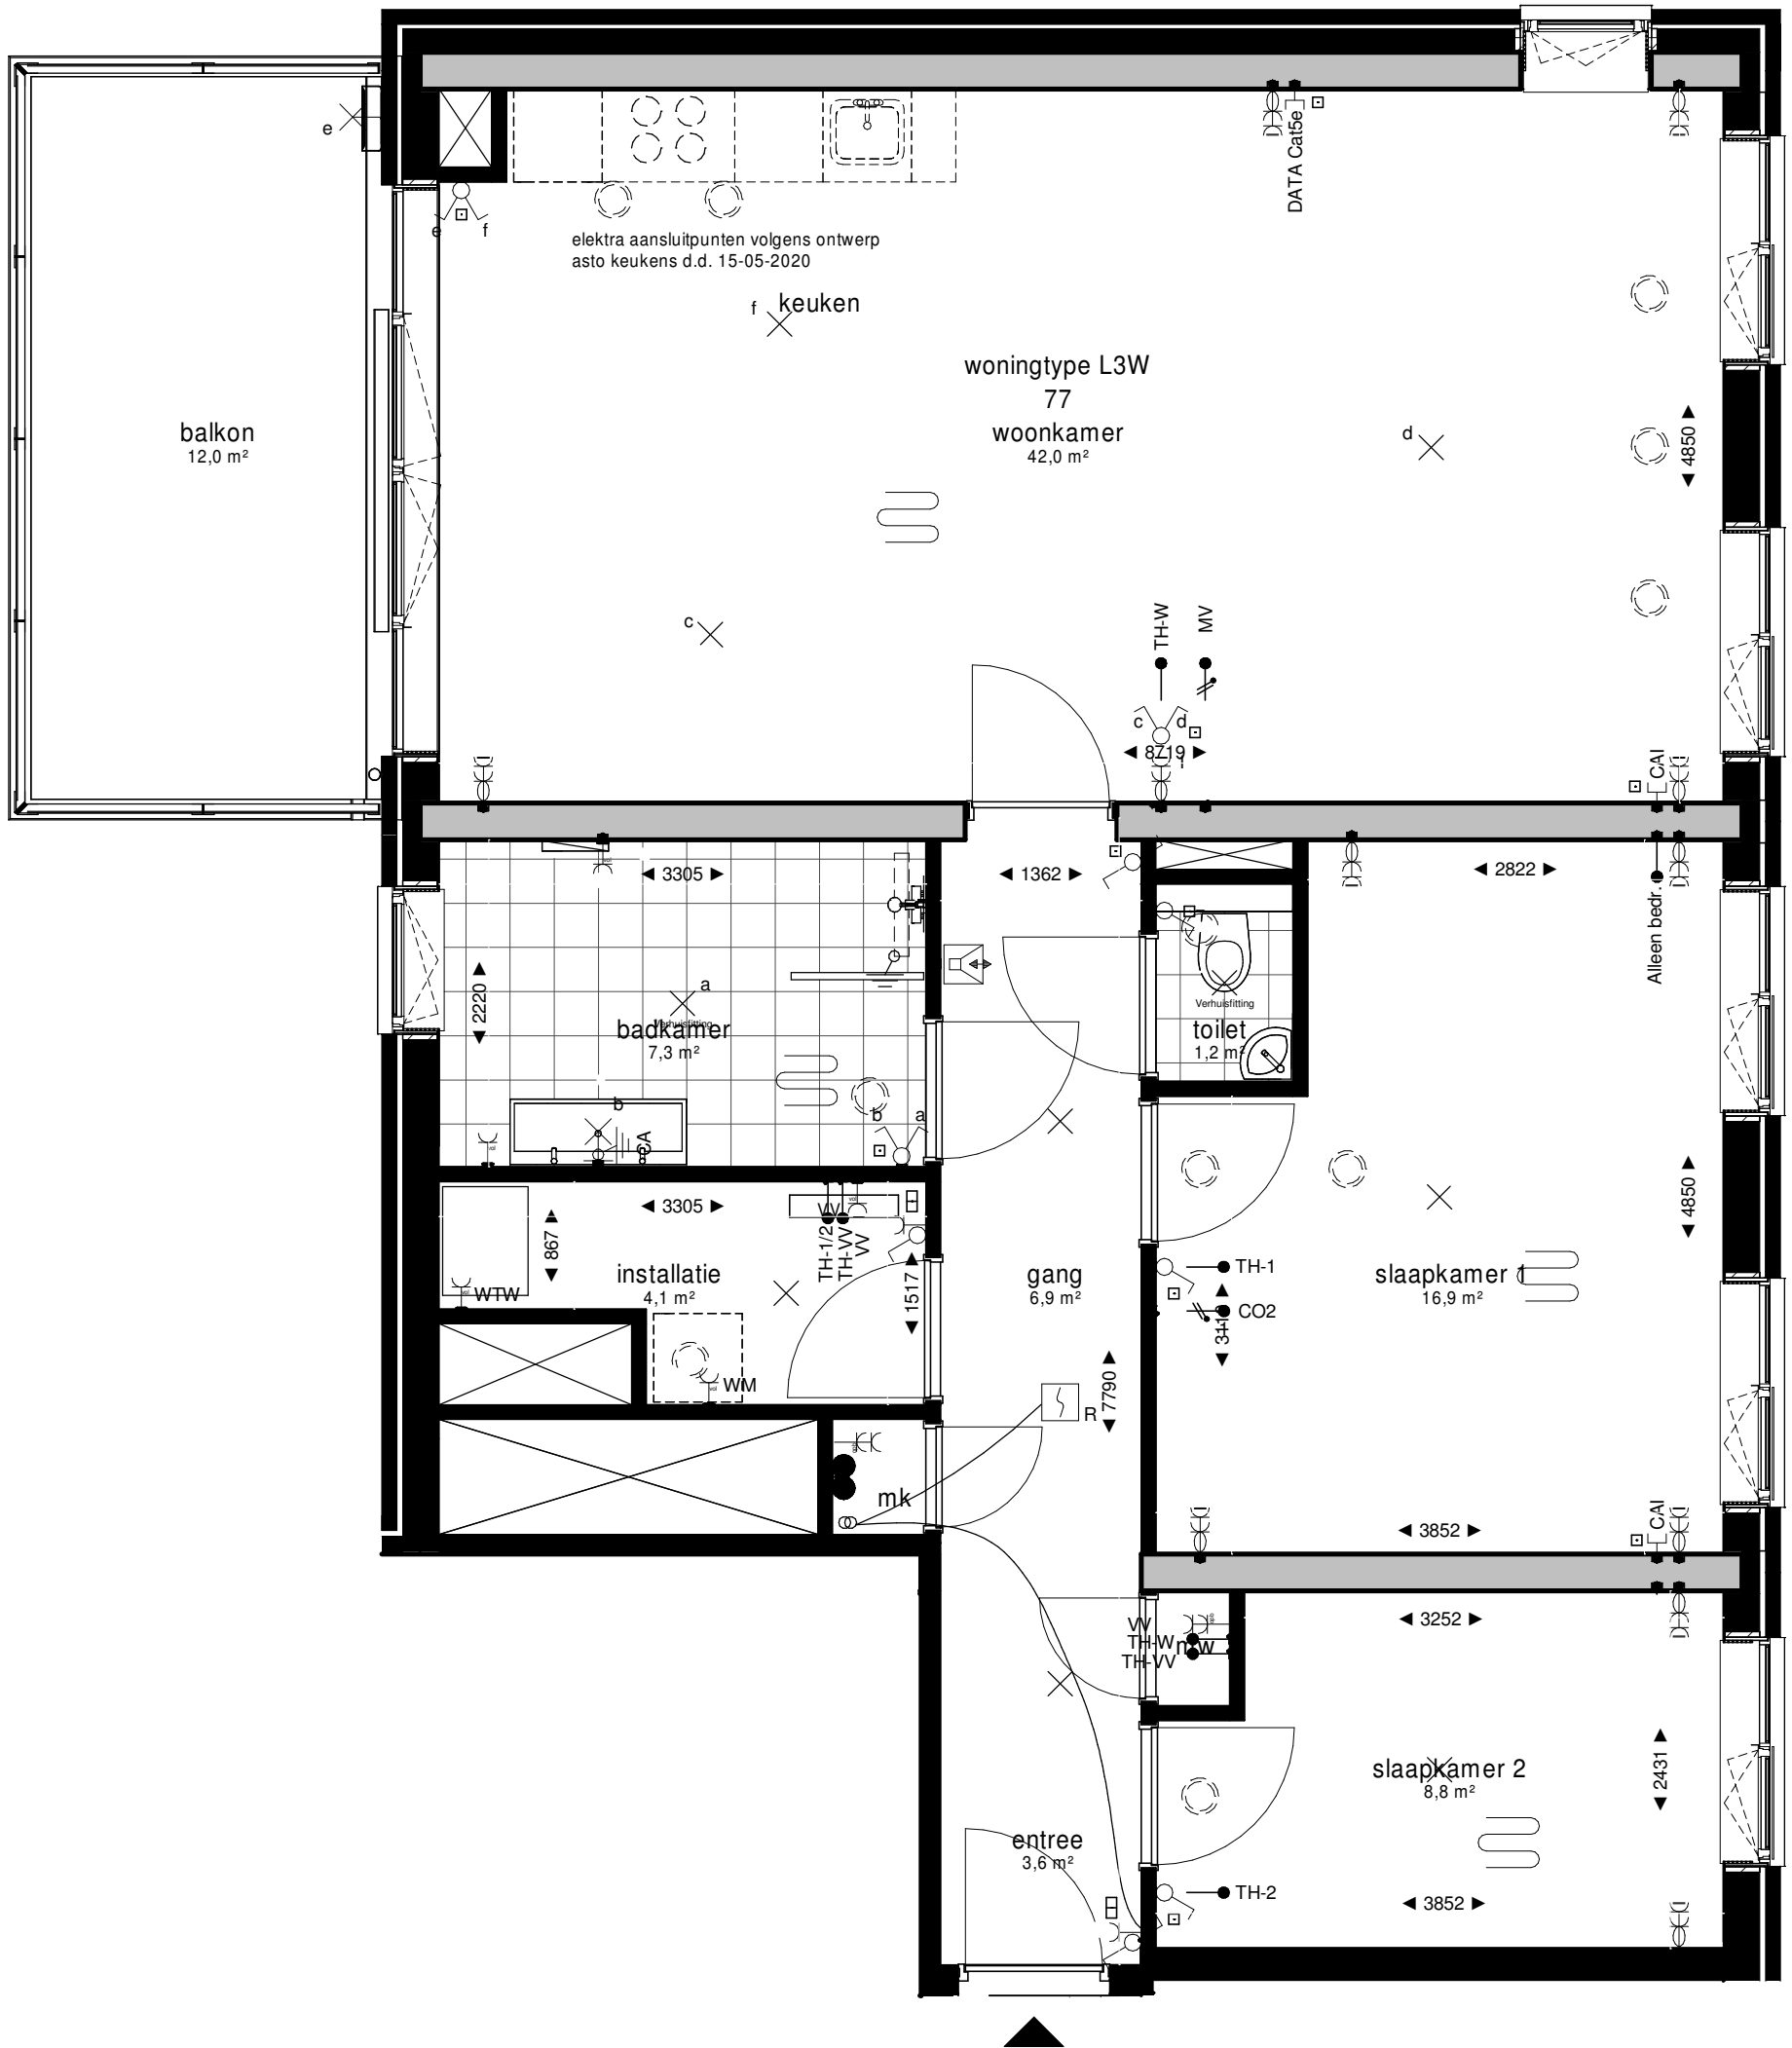 e
DATA Cat5e
e
f
elektra aansluitpunten volgens ontwerp
asto keukens d.d. 15-05-2020
f
keuken
woningtype L3W
77
woonkamer
42,0 m²
balkon
12,0 m²
d
4850
c
TH-W
MV
c
d
8719
CAI
3305
1362
2822
Alleen bedr.
2220
a
Verhuisfitting
badkamer
7,3 m²
Verhuisfitting
toilet
1,2 m²
b
b
a
CA
3305
867
VV
TH-1/2
TH-VV
VV
WTW
installatie
4,1 m²
1517
gang
6,9 m²
TH-1
CO2
slaapkamer 1
16,9 m²
4850
WM
R
7790
mk
3852
CAI
VV
TH-W
TH-VV
3252
slaapkamer 2
8,8 m²
2431
entree
3,6 m²
TH-2
3852